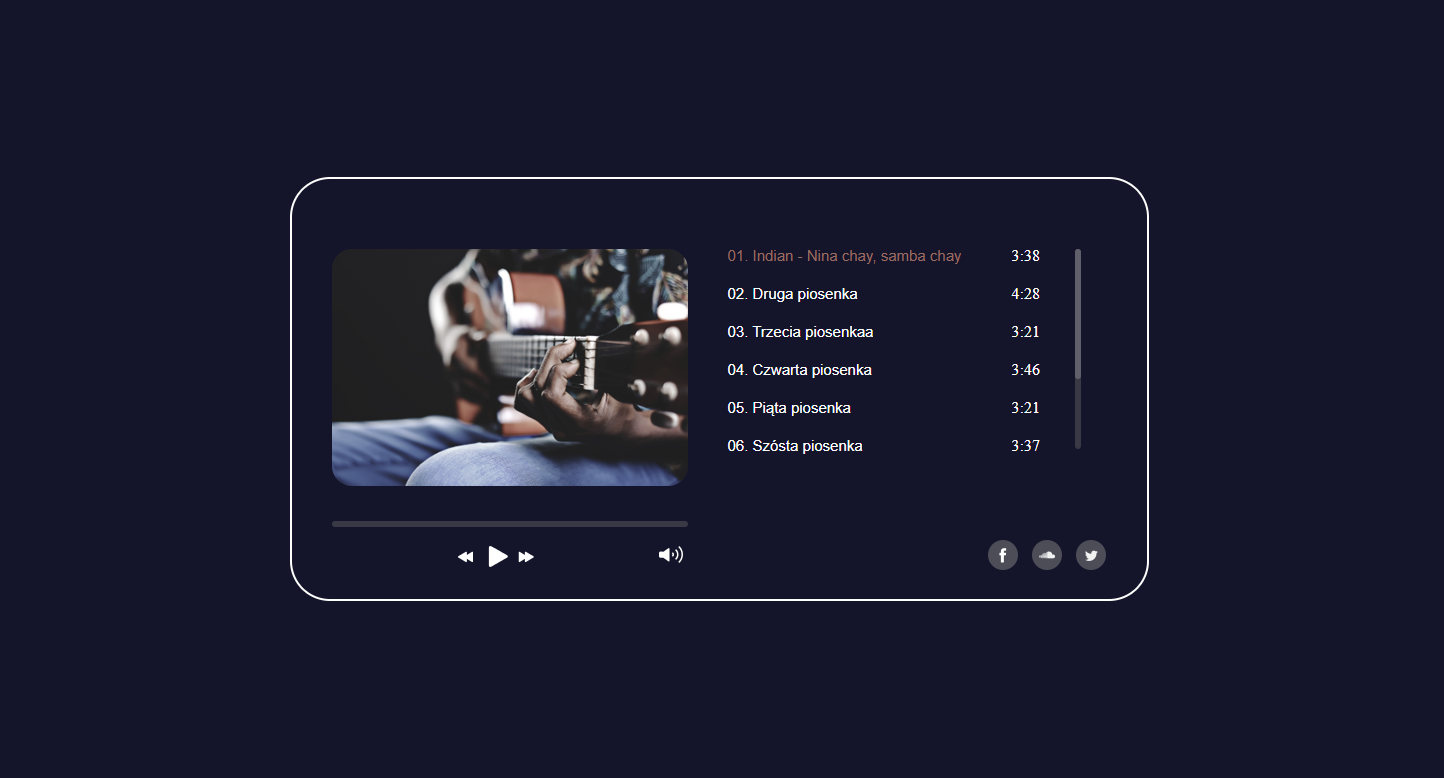 01. Indian - Nina chay, samba chay 3:38
02. Druga piosenka 4:28
03. Trzecia piosenkaa 3:21
04. Czwarta piosenka 3:46
05. Piąta piosenka 3:21
06. Szósta piosenka 3:37